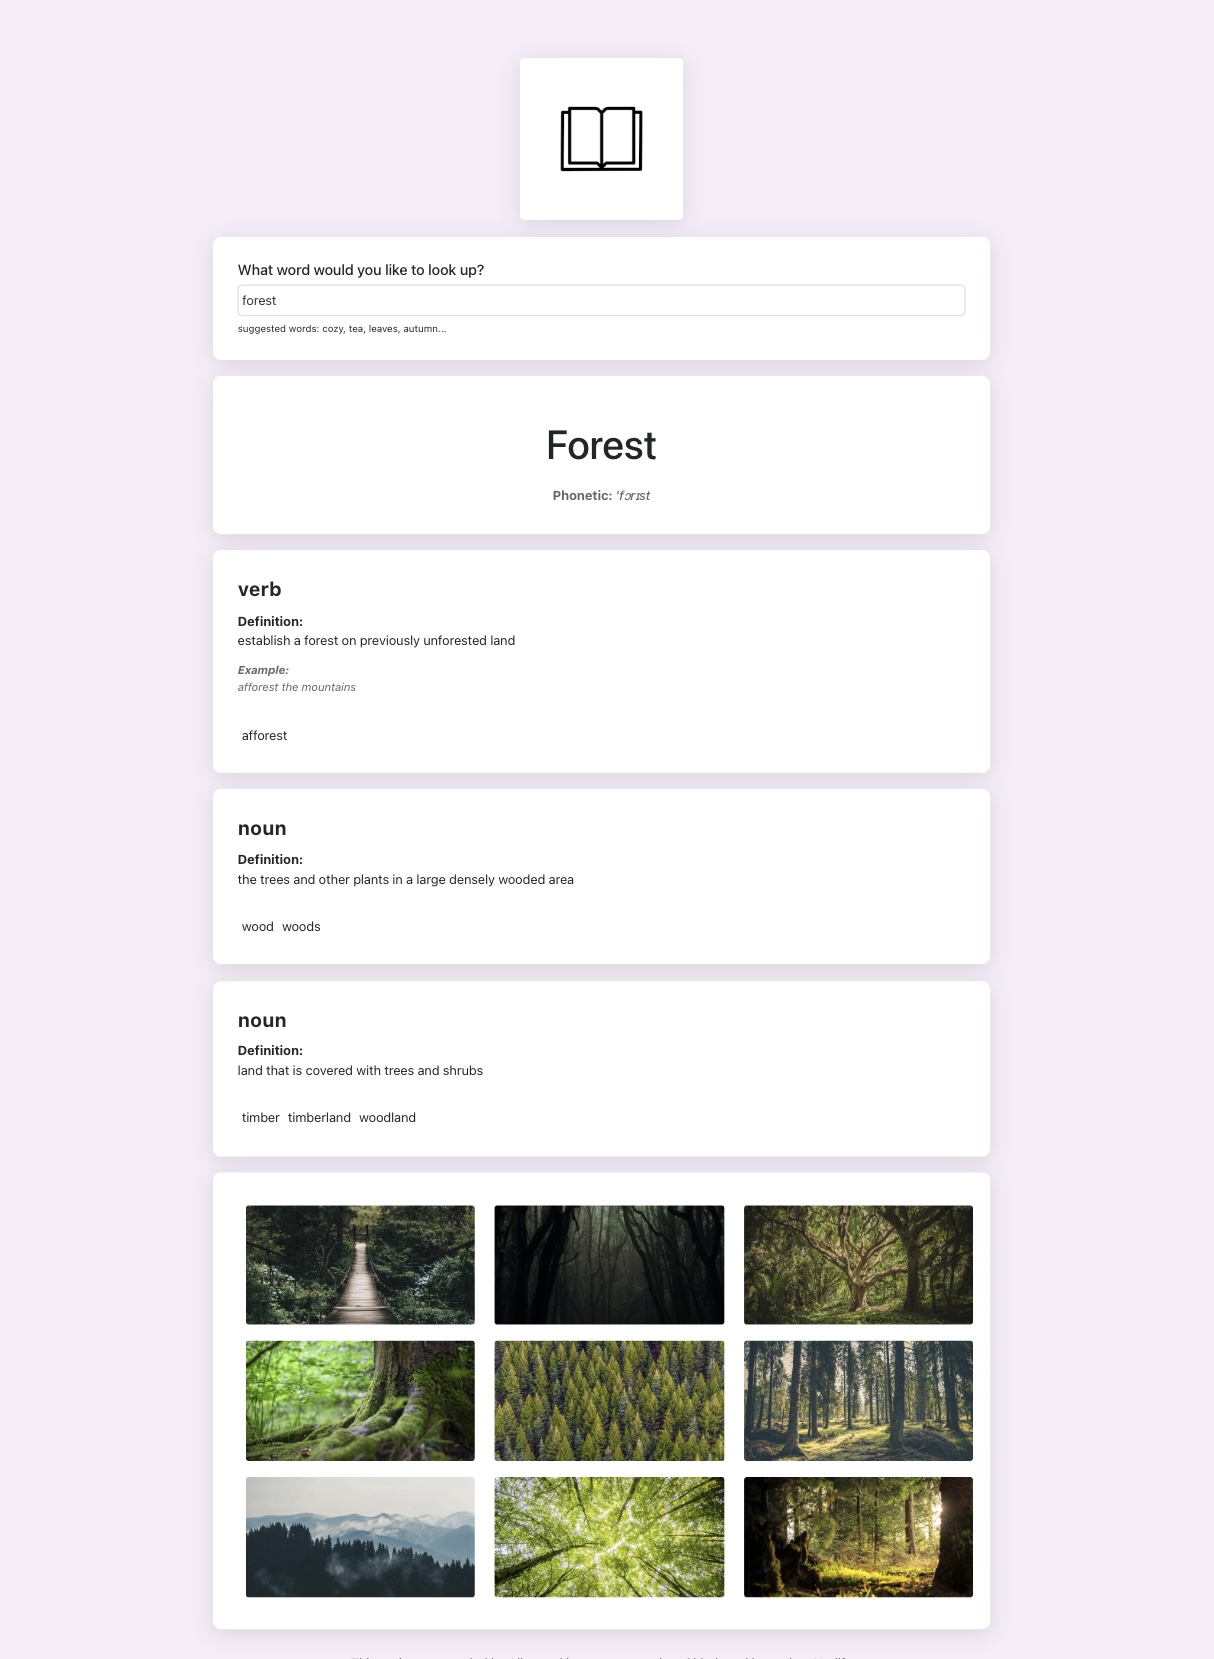 What word would you like to look up?
forest
suggested words: cozy, tea, leaves, autumn...
Forest
Phonetic: 'fɔrɪst
verb
Definition:
establish a forest on previously unforested land
Example:
afforest the mountains
afforest
noun
Definition:
the trees and other plants in a large densely wooded area
wood woods
noun
Definition:
land that is covered with trees and shrubs
timber timberland woodland